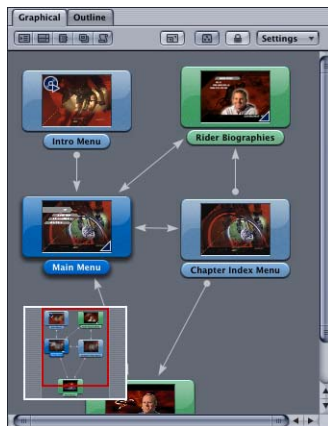 Graphical
Outline
Settings
Intro Menu
Rider Biographies
Main Menu
Chapter Index Menu